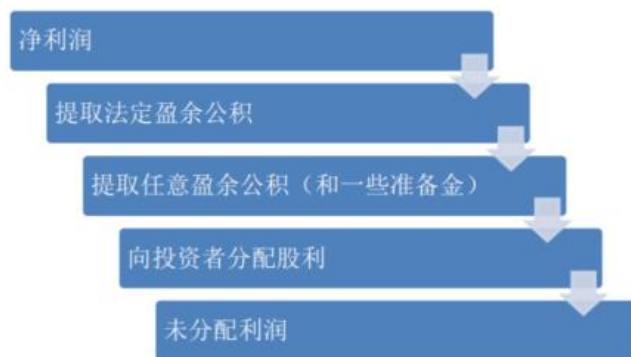 净利润
提取法定盈余公积
提取任意盈余公积（和一些准备金）
向投资者分配股利
未分配利润